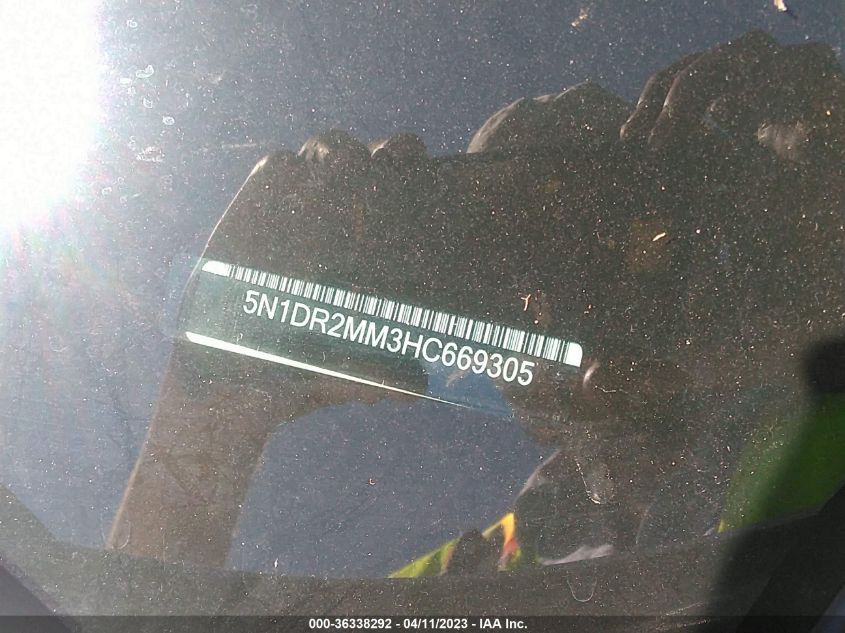 5N1DR2MM3HC669305
000-36338292 - 04/11/2023 - IAA Inc.